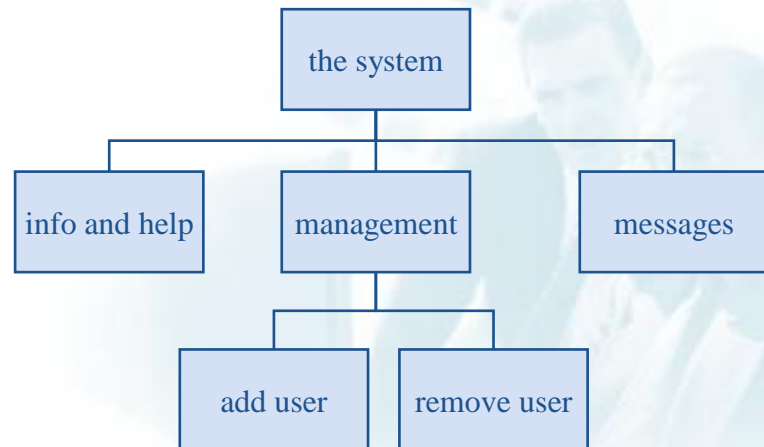 the system
info and help
management
messages
add user
remove user